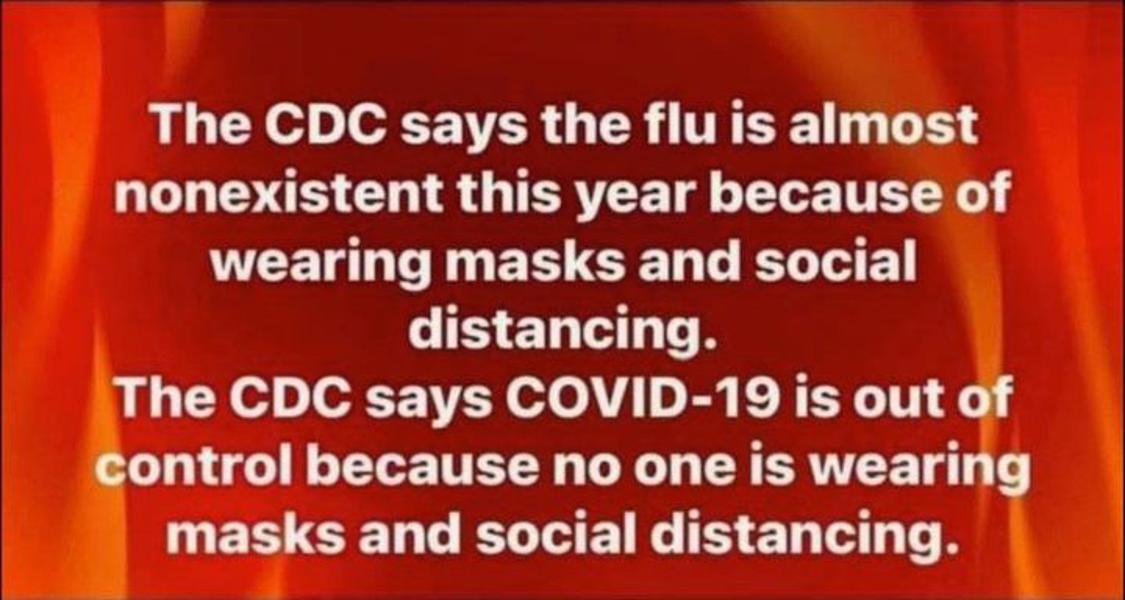 The CDC says the flu is almost
nonexistent this year because of
wearing masks and social
distancing.
The CDC says COVID-19 is out of
control because no one is wearing
masks and social distancing.